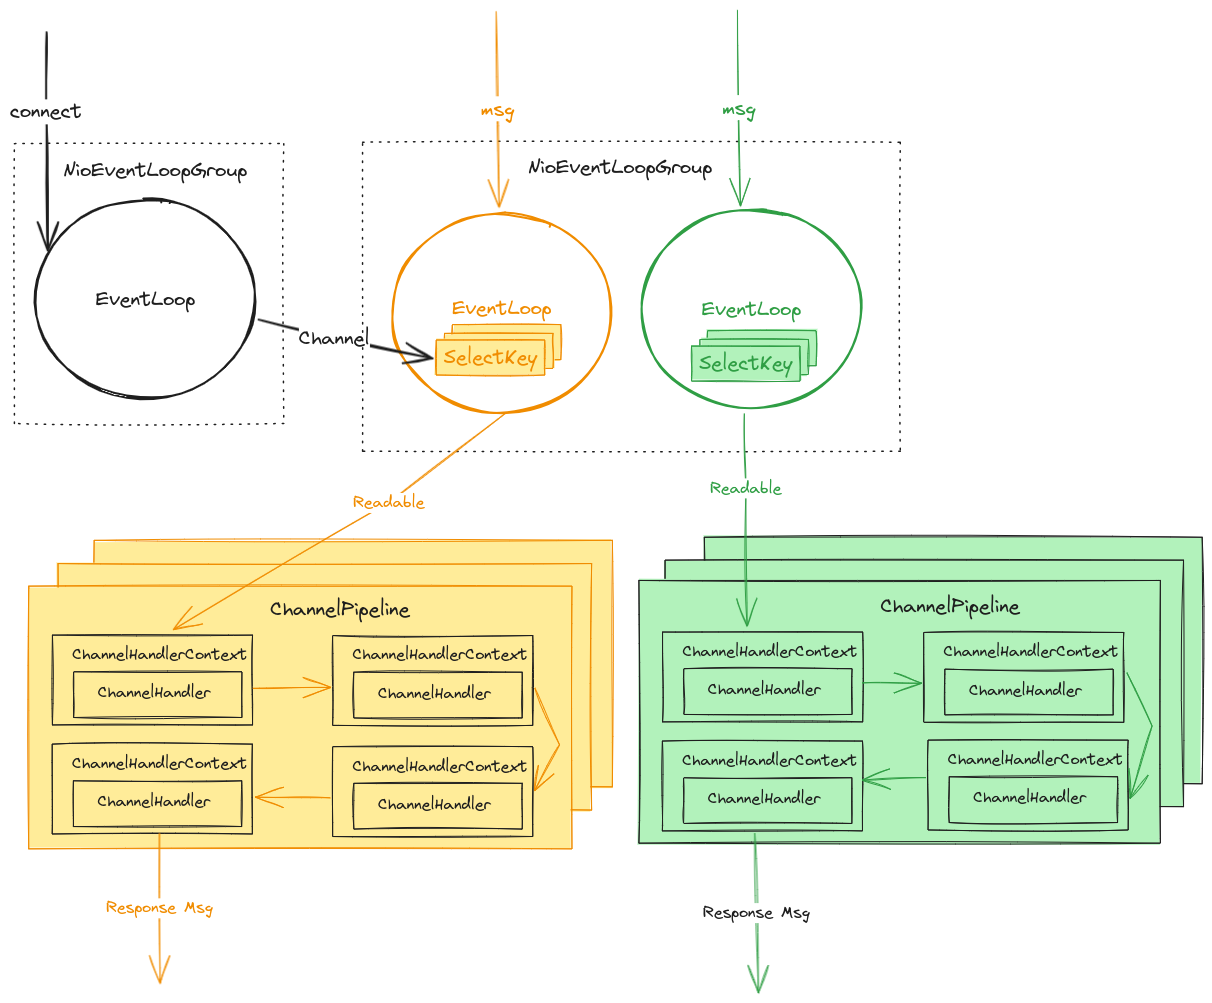 connect
msg
msg
NioEventLoopGroup
NioEventLoopGroup
EventLoop
EventLoop
EventLoop
Channel
SelectKey
SelectKey
Readable
Readable
ChannelPipeline
ChannelHandlerContext
ChannelHandler
ChannelHandlerContext
ChannelHandler
ChannelHandlerContext
ChannelHandler
ChannelHandlerContext
ChannelHandler
Response Msg
ChannelPipeline
ChannelHandlerContext
ChannelHandler
ChannelHandlerContext
ChannelHandler
ChannelHandlerContext
ChannelHandler
ChannelHandlerContext
ChannelHandler
Response Msg